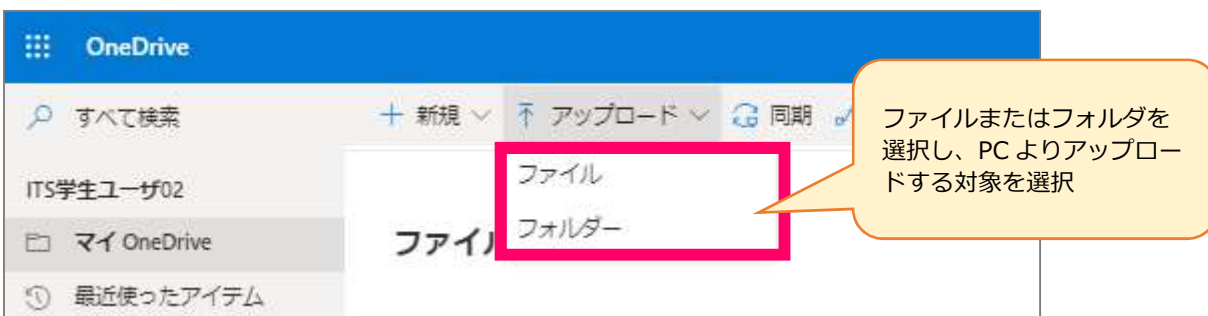 OneDrive
すべて検索
新規 アップロード 同期
ファイルまたはフォルダを
選択し、PC よりアップロー
ドする対象を選択
ITS学生ユーザ02
ファイル
フォルダー
マイ OneDrive
ファイル
最近使ったアイテム